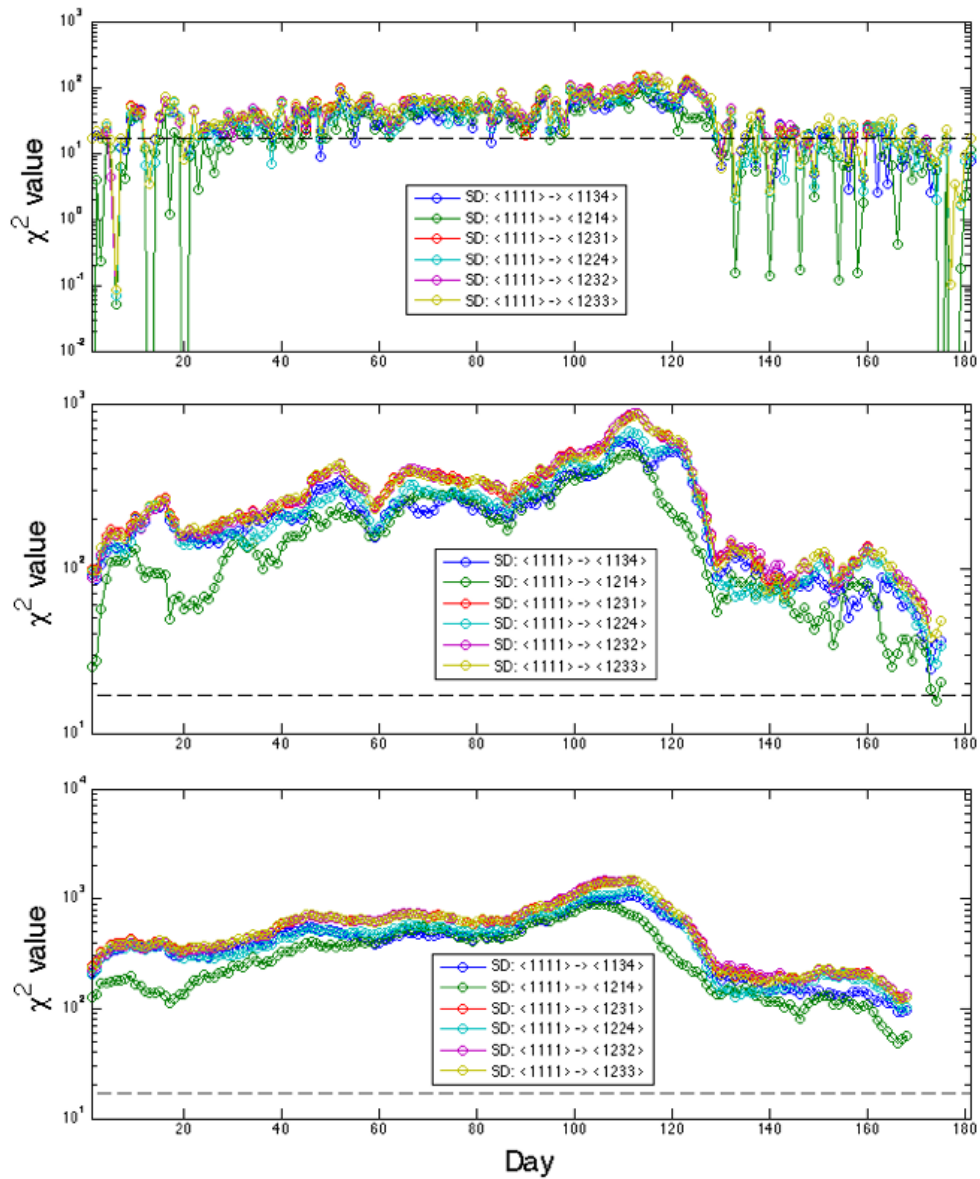 10^3
10^2
10^1
10^0
10^-1
10^-2
χ² value
SD: <1111> -> <1134>
SD: <1111> -> <1214>
SD: <1111> -> <1231>
SD: <1111> -> <1224>
SD: <1111> -> <1232>
SD: <1111> -> <1233>
20 40 60 80 100 120 140 160 180
10^3
10^2
10^1
χ² value
SD: <1111> -> <1134>
SD: <1111> -> <1214>
SD: <1111> -> <1231>
SD: <1111> -> <1224>
SD: <1111> -> <1232>
SD: <1111> -> <1233>
20 40 60 80 100 120 140 160 180
10^4
10^3
10^2
10^1
χ² value
SD: <1111> -> <1134>
SD: <1111> -> <1214>
SD: <1111> -> <1231>
SD: <1111> -> <1224>
SD: <1111> -> <1232>
SD: <1111> -> <1233>
20 40 60 80 100 120 140 160 180
Day